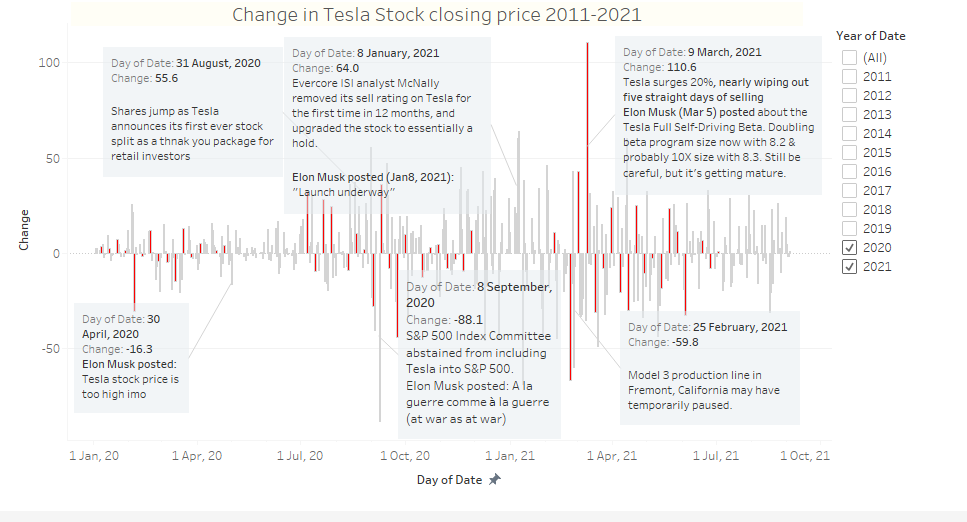 Change in Tesla Stock closing price 2011-2021
Change
100
50
0
-50
Day of Date: 31 August, 2020
Change: 55.6
Shares jump as Tesla
announces its first ever stock
split as a thnak you package for
retail investors
Day of Date: 8 January, 2021
Change: 64.0
Evercore ISI analyst McNally
removed its sell rating on Tesla for
the first time in 12 months, and
upgraded the stock to essentially a
hold.
Elon Musk posted (Jan8, 2021):
"Launch underway"
Day of Date: 9 March, 2021
Change: 110.6
Tesla surges 20%, nearly wiping out
five straight days of selling
Elon Musk (Mar 5) posted about the
Tesla Full Self-Driving Beta. Doubling
beta program size now with 8.2 &
probably 10X size with 8.3. Still be
careful, but it's getting mature.
Day of Date: 30
April, 2020
Change: -16.3
Elon Musk posted:
Tesla stock price is
too high imo
Day of Date: 8 September,
2020
Change: -88.1
S&P 500 Index Committee
abstained from including
Tesla into S&P 500.
Elon Musk posted: A la
guerre comme à la guerre
(at war as at war)
Day of Date: 25 February, 2021
Change: -59.8
Model 3 production line in
Fremont, California may have
temporarily paused.
1 Jan, 20
1 Apr, 20
1 Jul, 20
1 Oct, 20
1 Jan, 21
1 Apr, 21
1 Jul, 21
1 Oct, 21
Day of Date
Year of Date
(All)
2011
2012
2013
2014
2015
2016
2017
2018
2019
2020
2021